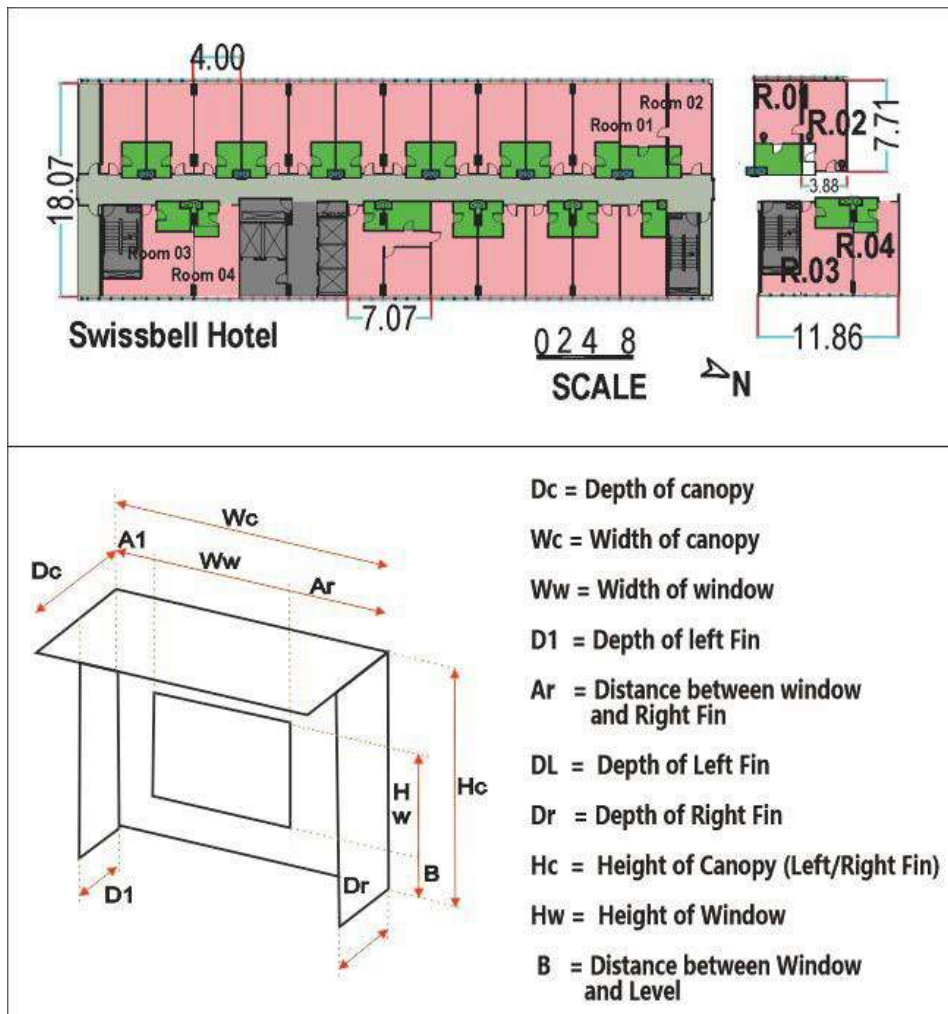 4.00
18.07
Room 02
Room 01
Room 03
Room 04
7.07
Swissbell Hotel
0 2 4 8
SCALE
N
R.01
R.02
7.71
3.88
R.03
R.04
11.86
Wc
A1
Ww
Dc
Ar
H
w
Hc
B
Dr
D1
Dc = Depth of canopy
Wc = Width of canopy
Ww = Width of window
D1 = Depth of left Fin
Ar = Distance between window
and Right Fin
DL = Depth of Left Fin
Dr = Depth of Right Fin
Hc = Height of Canopy (Left/Right Fin)
Hw = Height of Window
B = Distance between Window
and Level